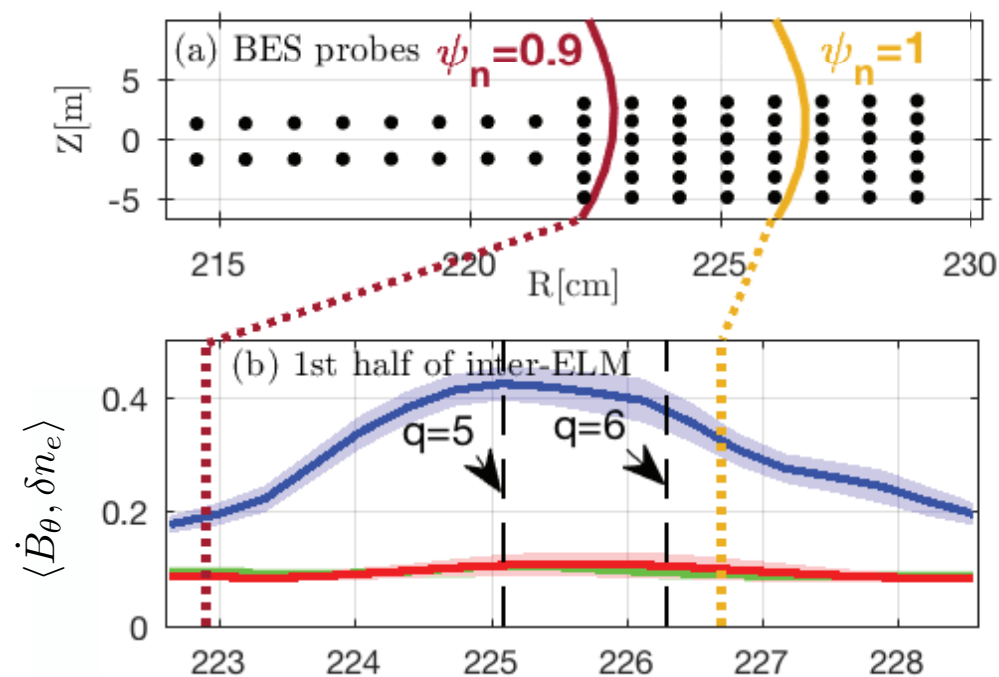 (a) BES probes ψn=0.9 ψn=1
Z[m]
5
0
-5
215 220 225 230
R[cm]
(b) 1st half of inter-ELM
⟨Ḃθ, δne⟩
0.4
q=5 q=6
0.2
0
223 224 225 226 227 228